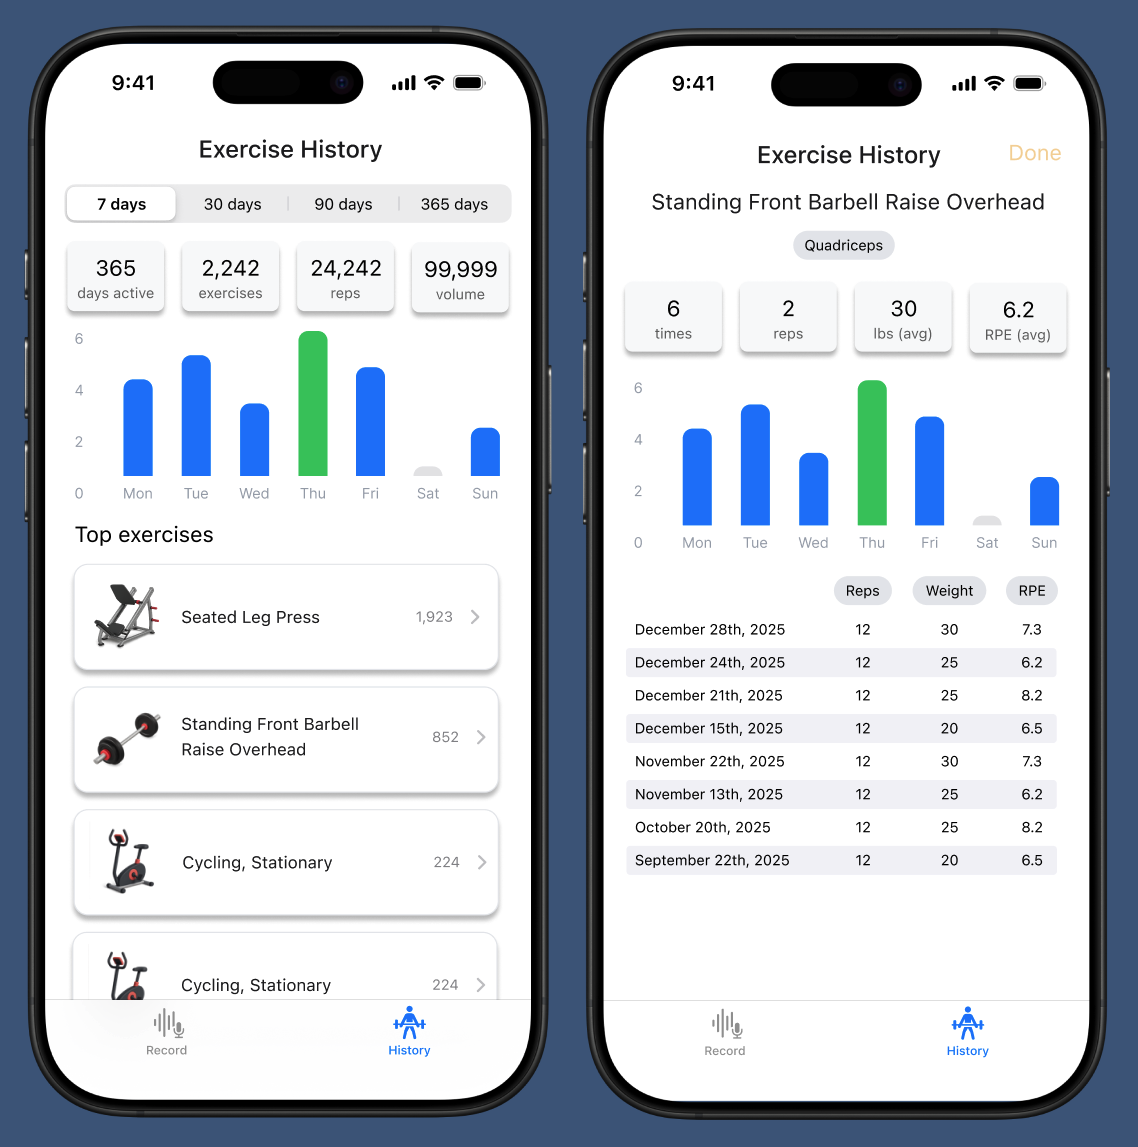 9:41
Exercise History
7 days 30 days 90 days 365 days
365 2,242 24,242 99,999
days active exercises reps volume
6
4
2
0 Mon Tue Wed Thu Fri Sat Sun
Top exercises
Seated Leg Press 1,923
Standing Front Barbell
Raise Overhead 852
Cycling, Stationary 224
Cycling, Stationary 224
Record History
9:41
Exercise History Done
Standing Front Barbell Raise Overhead
Quadriceps
6 2 30 6.2
times reps lbs (avg) RPE (avg)
6
4
2
0 Mon Tue Wed Thu Fri Sat Sun
Reps Weight RPE
December 28th, 2025 12 30 7.3
December 24th, 2025 12 25 6.2
December 21th, 2025 12 25 8.2
December 15th, 2025 12 20 6.5
November 22th, 2025 12 30 7.3
November 13th, 2025 12 25 6.2
October 20th, 2025 12 25 8.2
September 22th, 2025 12 20 6.5
Record History